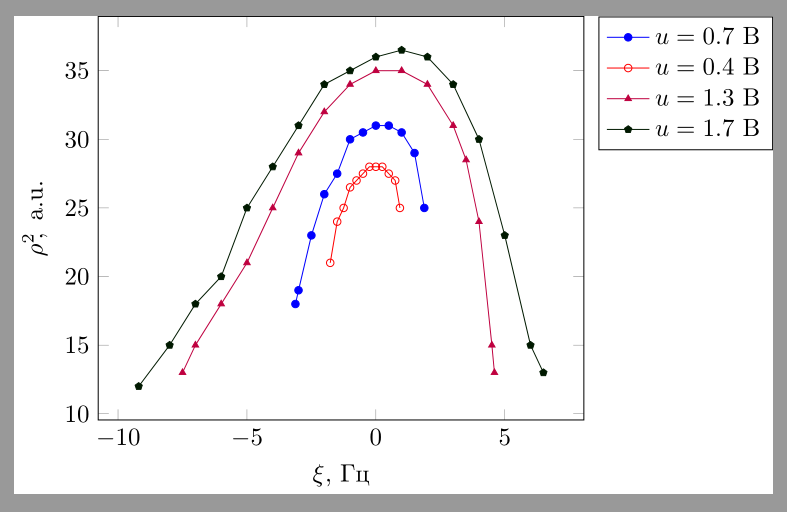 u = 0.7 В
u = 0.4 В
u = 1.3 В
u = 1.7 В
35
30
25
20
15
10
ρ², a.u.
−10 −5 0 5
ξ, Гц